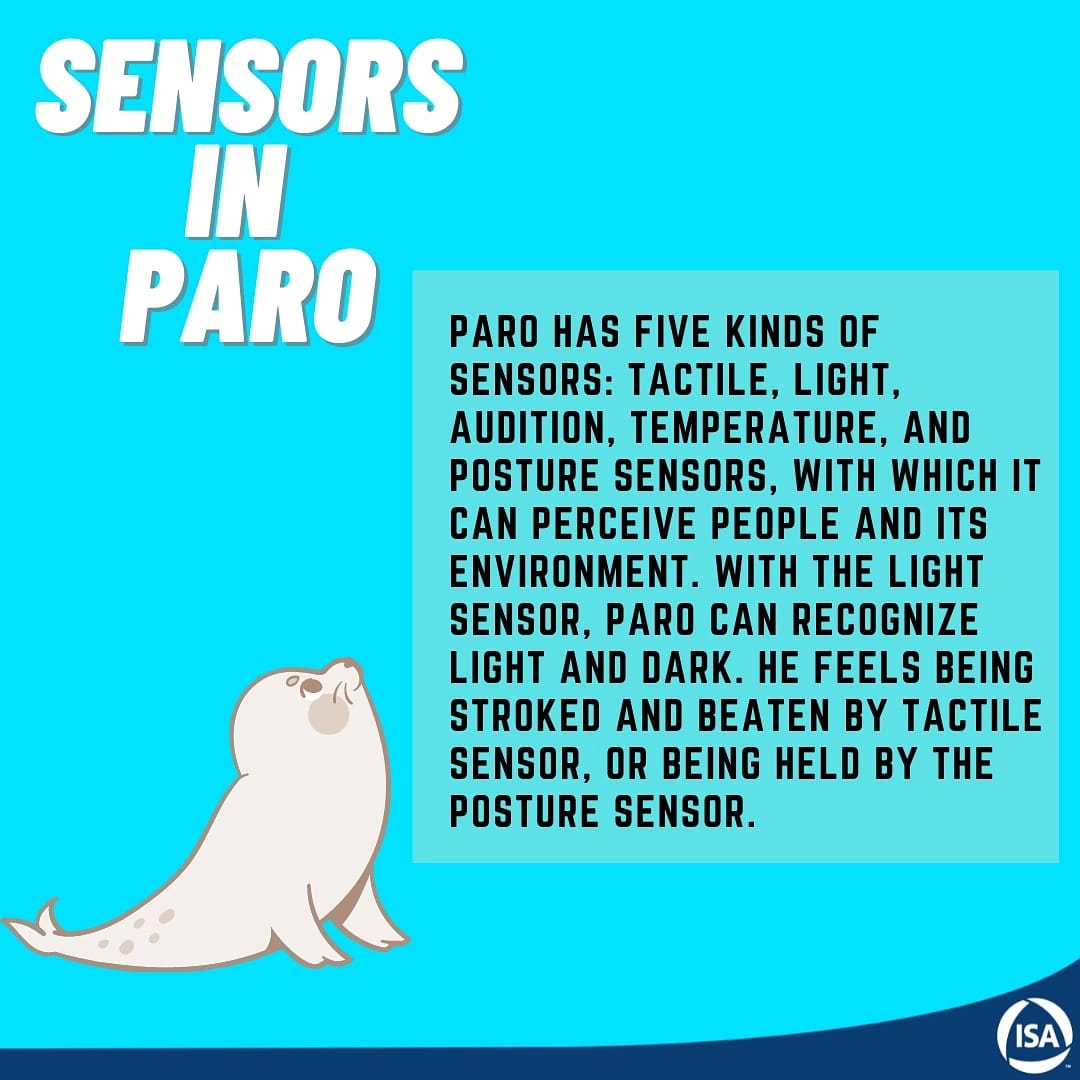 SENSORS
IN
PARO
PARO HAS FIVE KINDS OF
SENSORS: TACTILE, LIGHT,
AUDITION, TEMPERATURE, AND
POSTURE SENSORS, WITH WHICH IT
CAN PERCEIVE PEOPLE AND ITS
ENVIRONMENT. WITH THE LIGHT
SENSOR, PARO CAN RECOGNIZE
LIGHT AND DARK. HE FEELS BEING
STROKED AND BEATEN BY TACTILE
SENSOR, OR BEING HELD BY THE
POSTURE SENSOR.
ISA
TM